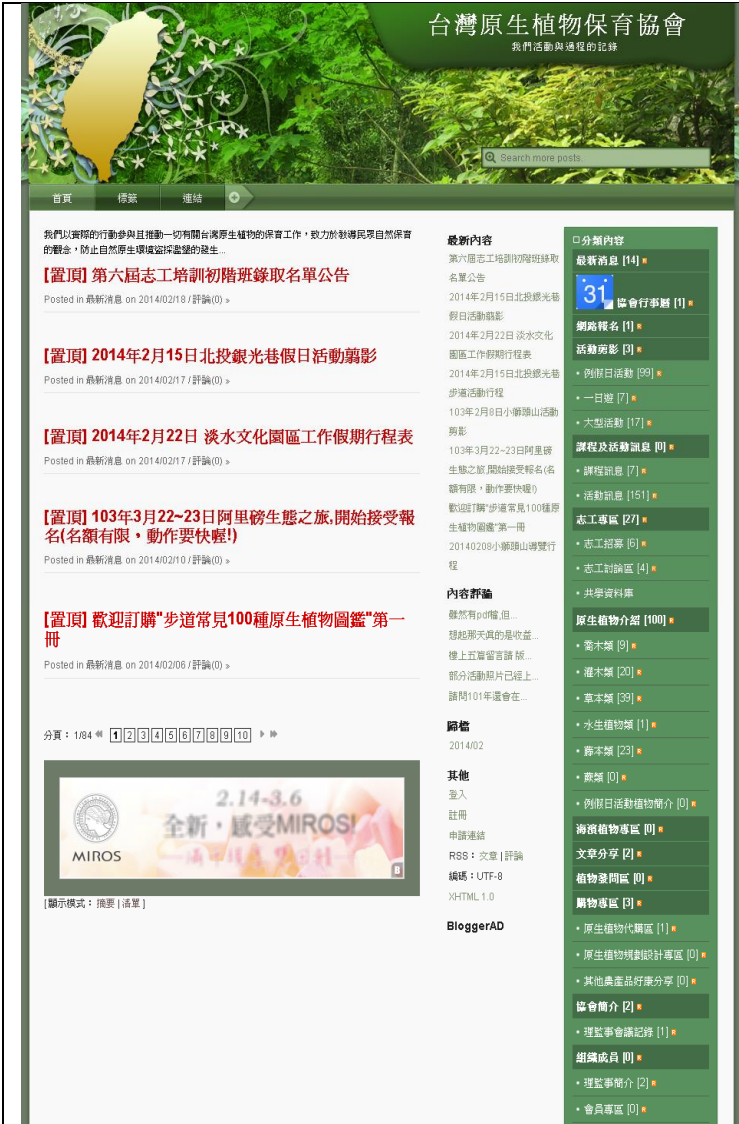 台灣原生植物保育協會
我們活動與過程的記錄
Search more posts.
首頁
標籤
連結
我們以實際的行動參與且推動一切有關台灣原生植物的保育工作，致力於教導民眾自然保育
的觀念，防止自然原生環境盜採濫墾的發生...
[置頂] 第六屆志工培訓初階班錄取名單公告
Posted in 最新消息 on 2014/02/18 / 評論(0) »
[置頂] 2014年2月15日北投銀光巷假日活動翦影
Posted in 最新消息 on 2014/02/17 / 評論(0) »
[置頂] 2014年2月22日 淡水文化園區工作假期行程表
Posted in 最新消息 on 2014/02/17 / 評論(0) »
[置頂] 103年3月22~23日阿里磅生態之旅,開始接受報
名(名額有限，動作要快喔!)
Posted in 最新消息 on 2014/02/10 / 評論(0) »
[置頂] 歡迎訂購"步道常見100種原生植物圖鑑"第一
冊
Posted in 最新消息 on 2014/02/06 / 評論(0) »
分頁： 1/84 1 2 3 4 5 6 7 8 9 10
2.14-3.6
全新，感受MIROS!
MIROS
[ 顯示模式： 摘要 | 清單 ]
最新內容
第六屆志工培訓初階班錄取
名單公告
2014年2月15日北投銀光巷
假日活動翦影
2014年2月22日 淡水文化
園區工作假期行程表
2014年2月15日北投銀光巷
步道活動行程
103年2月8日小獅頭山活動
剪影
103年3月22~23日阿里磅
生態之旅,開始接受報名(名
額有限，動作要快喔!)
歡迎訂購"步道常見100種原
生植物圖鑑"第一冊
20140208小獅頭山導覽行
程
內容評論
雖然有pdf檔,但...
想起那天真的是收益...
樓上五篇留言請 版...
部分活動照片已經上...
請問101年還會在...
歸檔
2014/02
其他
登入
註冊
申請連結
RSS： 文章 | 評論
編碼：UTF-8
XHTML 1.0
BloggerAD
分類內容
最新消息 [14]
31 協會行事曆 [1]
網路報名 [1]
活動剪影 [3]
• 例假日活動 [99]
• 一日遊 [7]
• 大型活動 [17]
課程及活動訊息 [0]
• 課程訊息 [7]
• 活動訊息 [151]
志工專區 [27]
• 志工招募 [6]
• 志工討論區 [4]
• 共學資料庫
原生植物介紹 [100]
• 喬木類 [9]
• 灌木類 [20]
• 草本類 [39]
• 水生植物類 [1]
• 藤本類 [23]
• 蕨類 [0]
• 例假日活動植物簡介 [0]
海濱植物專區 [0]
文章分享 [2]
植物發問區 [0]
購物專區 [3]
• 原生植物代購區 [1]
• 原生植物規劃設計專區 [0]
• 其他農產品好康分享 [0]
協會簡介 [2]
• 理監事會議記錄 [1]
組織成員 [0]
• 理監事簡介 [2]
• 會員專區 [0]